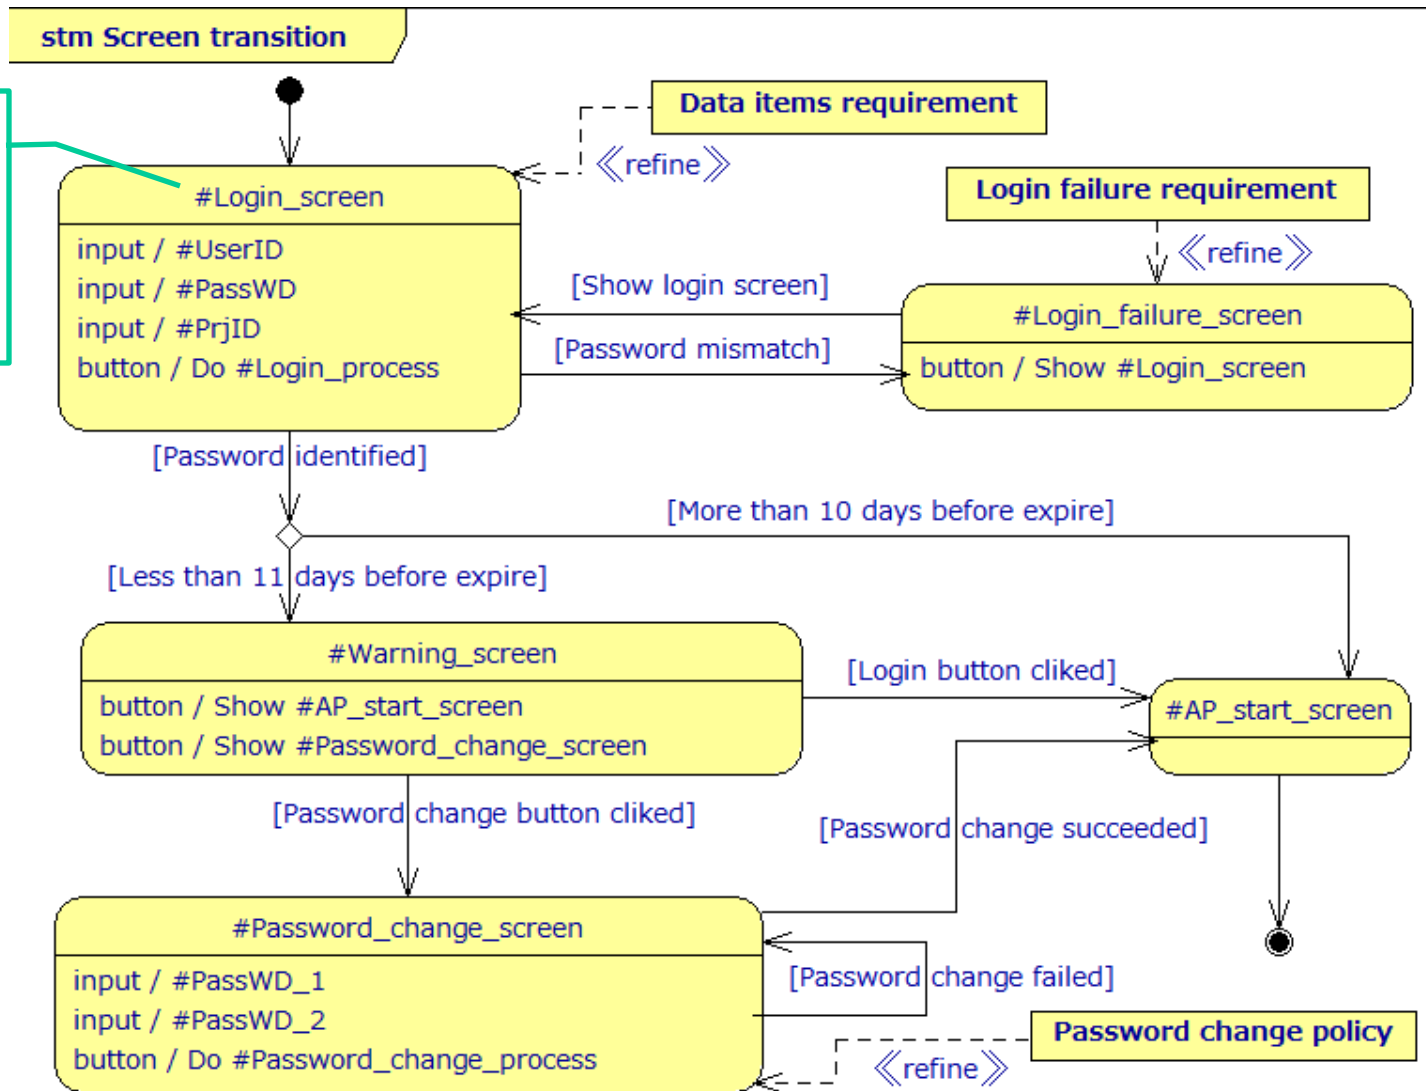 stm Screen transition
Data items requirement
≪refine≫
#Login_screen
input / #UserID
input / #PassWD
input / #PrjID
button / Do #Login_process
Login failure requirement
≪refine≫
[Show login screen]
[Password mismatch]
#Login_failure_screen
button / Show #Login_screen
[Password identified]
[More than 10 days before expire]
[Less than 11 days before expire]
#Warning_screen
button / Show #AP_start_screen
button / Show #Password_change_screen
[Login button cliked]
#AP_start_screen
[Password change button cliked]
[Password change succeeded]
#Password_change_screen
input / #PassWD_1
input / #PassWD_2
button / Do #Password_change_process
[Password change failed]
Password change policy
≪refine≫